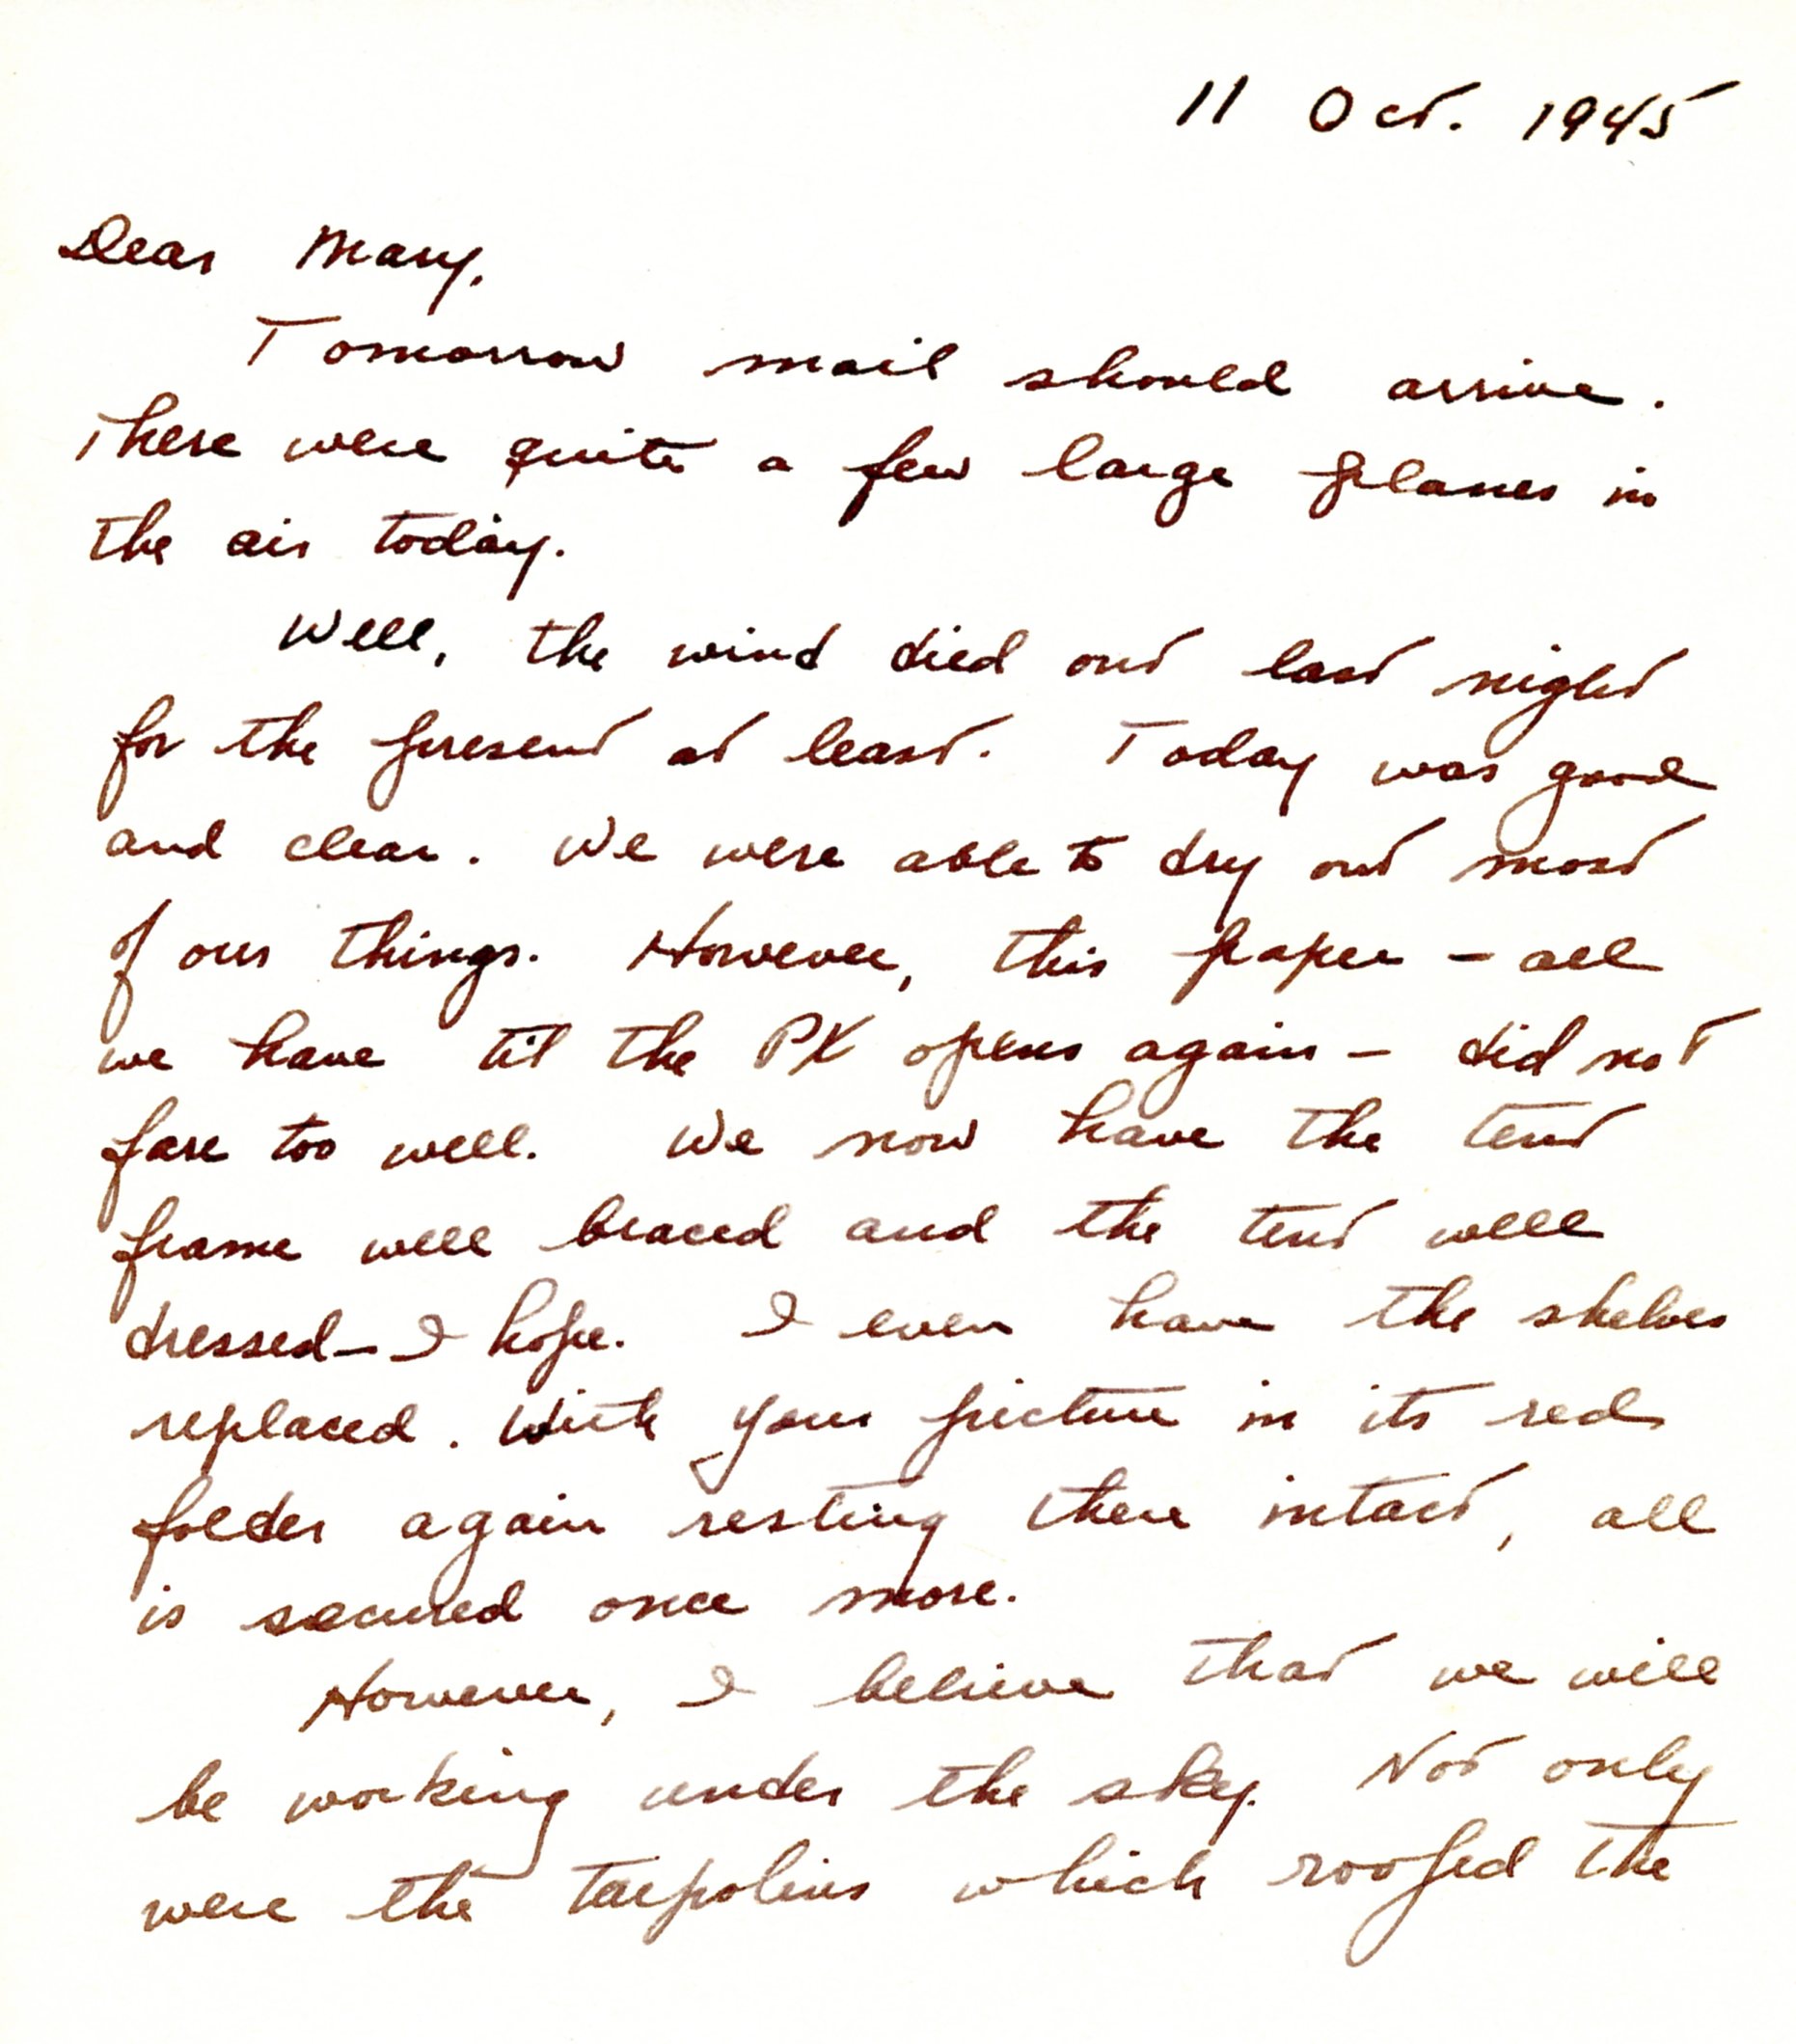 11 Oct. 1945
Dear Mary,
Tomorrow mail should arrive.
There were quite a few large planes in
the air today.
Well, the wind died out last night
for the present at least. Today was good
and clear. We were able to dry out most
of our things. However, this paper - all
we have til the PX opens again - did not
fare too well. We now have the tent
frame well braced and the tent well
dressed - I hope. I even have the shelves
replaced. With your picture in its red
folder again resting there intact, all
is secured once more.
However, I believe that we will
be working under the sky. Not only
were the tarpolins which roofed the